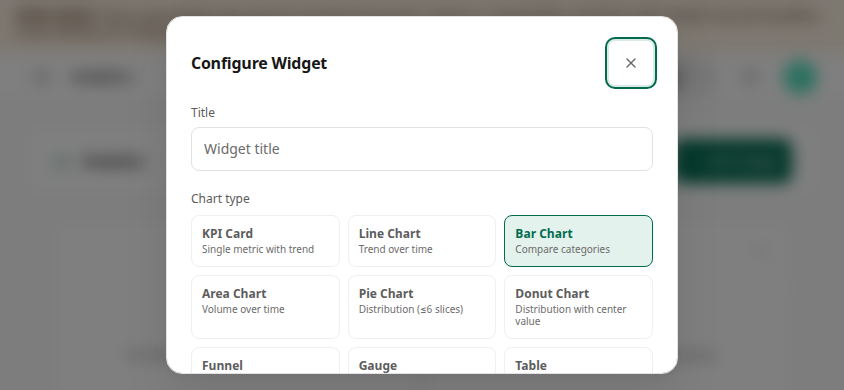 Configure Widget
Title
Widget title
Chart type
KPI Card
Single metric with trend
Line Chart
Trend over time
Bar Chart
Compare categories
Area Chart
Volume over time
Pie Chart
Distribution (≤6 slices)
Donut Chart
Distribution with center
value
Funnel
Gauge
Table